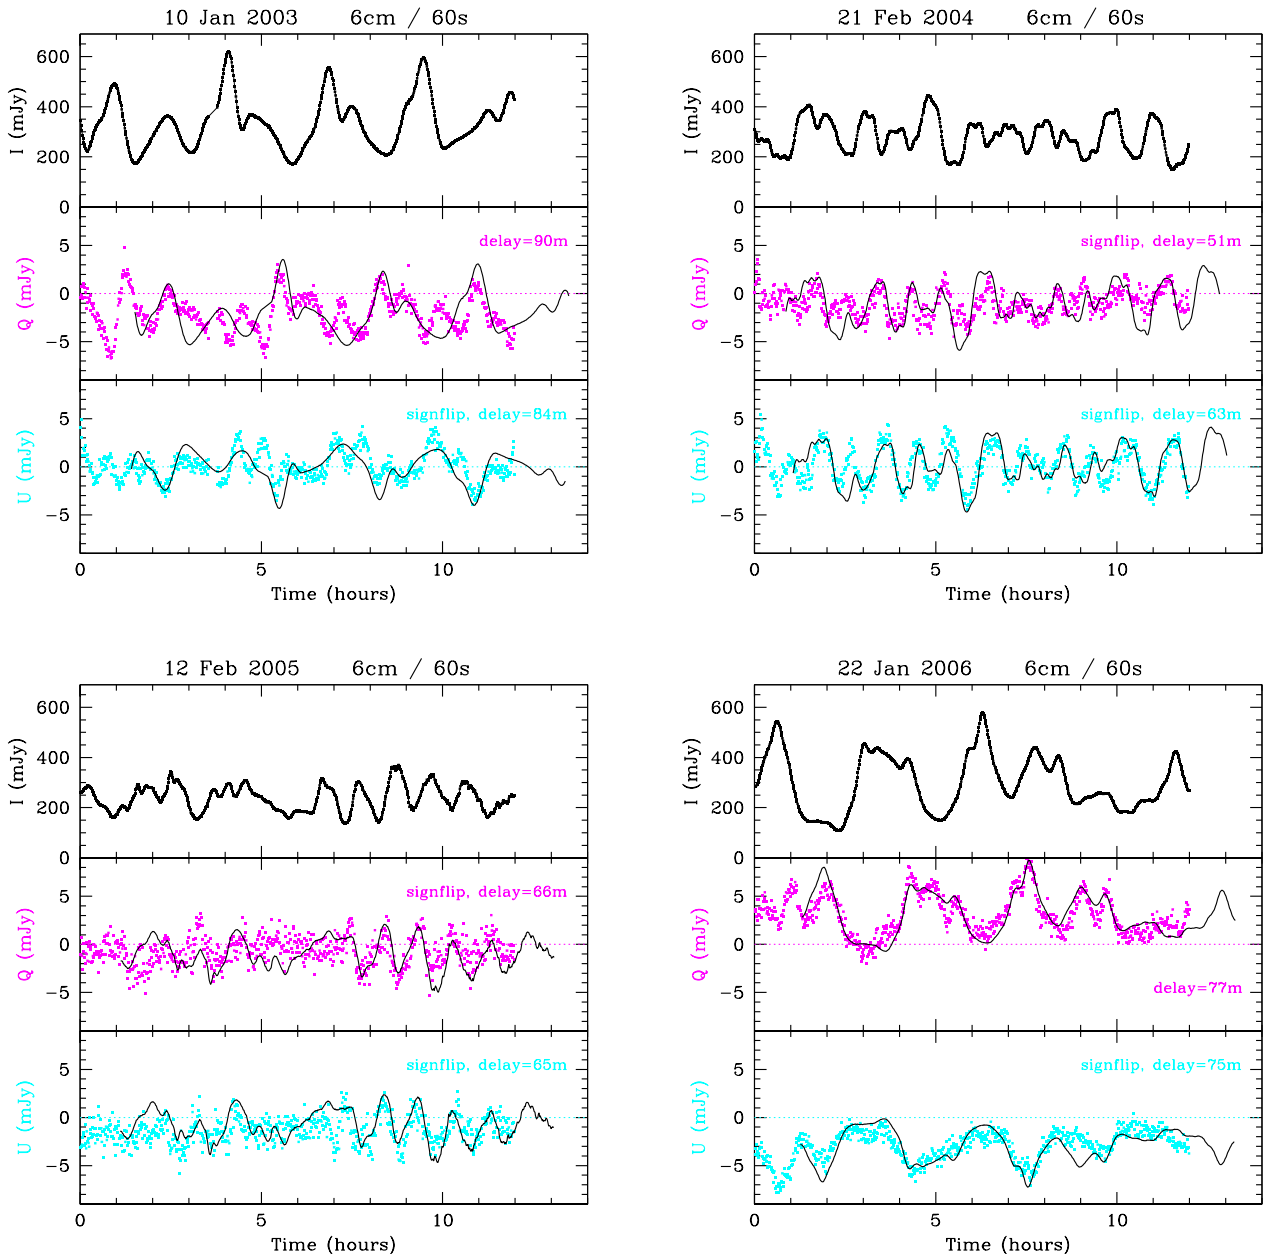 10 Jan 2003 6cm / 60s
600
400
200
0
I (mJy)
delay=90m
5
0
−5
Q (mJy)
signflip, delay=84m
5
0
−5
U (mJy)
0 5 10
Time (hours)
21 Feb 2004 6cm / 60s
600
400
200
0
I (mJy)
signflip, delay=51m
5
0
−5
Q (mJy)
signflip, delay=63m
5
0
−5
U (mJy)
0 5 10
Time (hours)
12 Feb 2005 6cm / 60s
600
400
200
0
I (mJy)
signflip, delay=66m
5
0
−5
Q (mJy)
signflip, delay=65m
5
0
−5
U (mJy)
0 5 10
Time (hours)
22 Jan 2006 6cm / 60s
600
400
200
0
I (mJy)
5
0
−5
Q (mJy)
delay=77m
signflip, delay=75m
5
0
−5
U (mJy)
0 5 10
Time (hours)